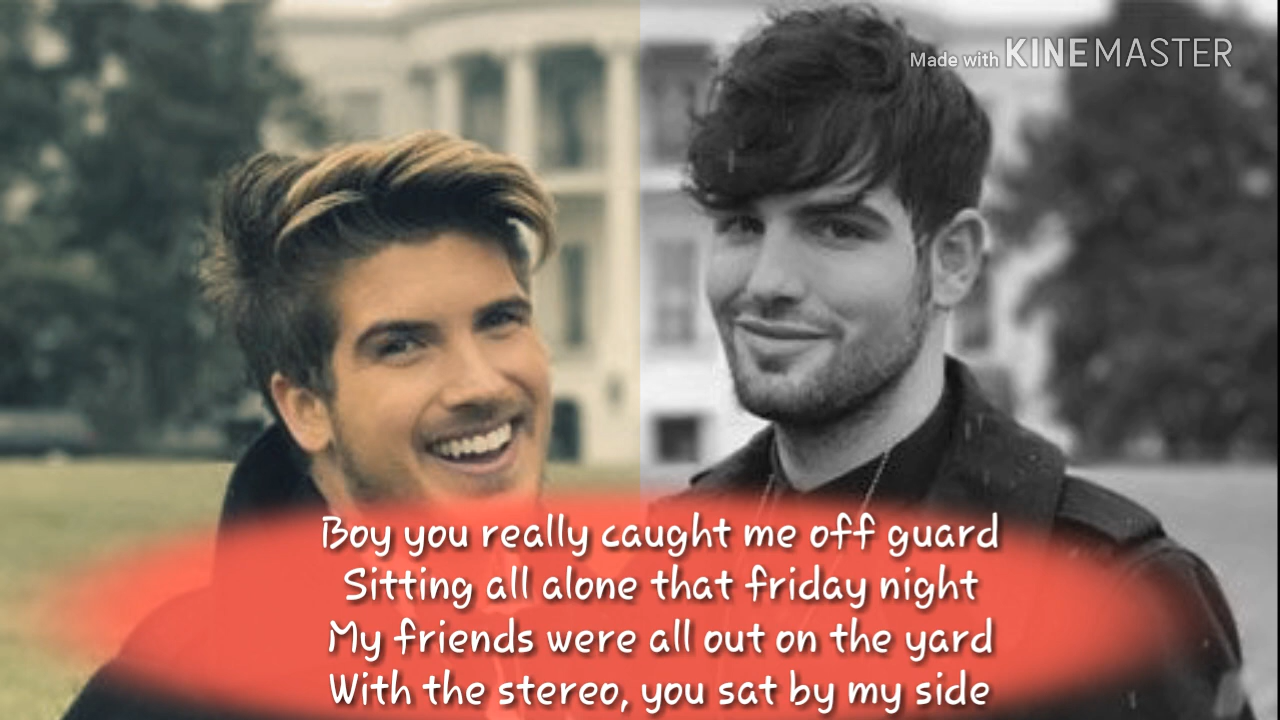 Made with KINEMASTER
Boy you really caught me off guard
Sitting all alone that friday night
My friends were all out on the yard
With the stereo, you sat by my side